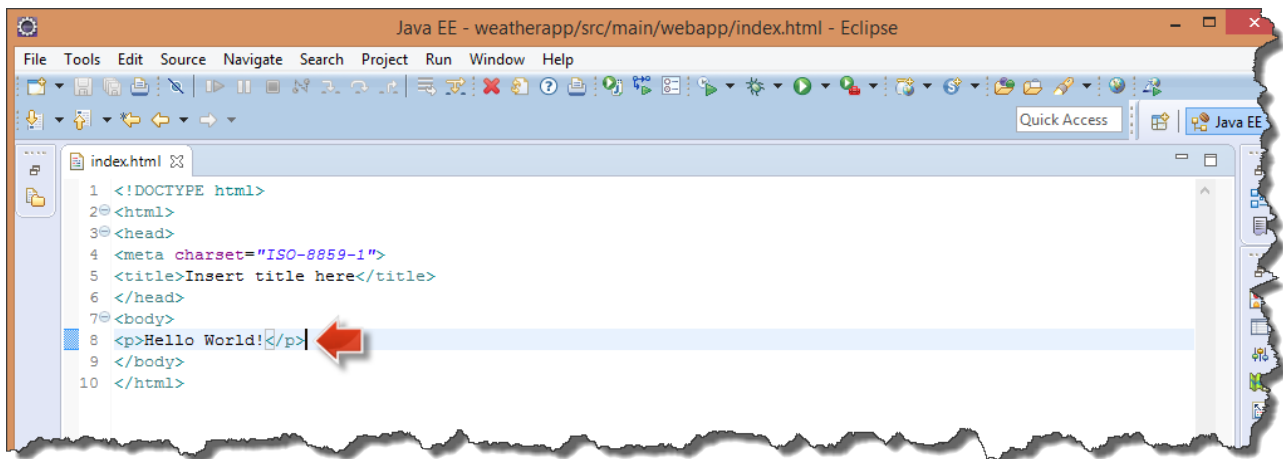 Java EE - weatherapp/src/main/webapp/index.html - Eclipse
File Tools Edit Source Navigate Search Project Run Window Help
Quick Access
Java EE
index.html
1 <!DOCTYPE html>
2 <html>
3 <head>
4 <meta charset="ISO-8859-1">
5 <title>Insert title here</title>
6 </head>
7 <body>
8 <p>Hello World!</p>
9 </body>
10 </html>